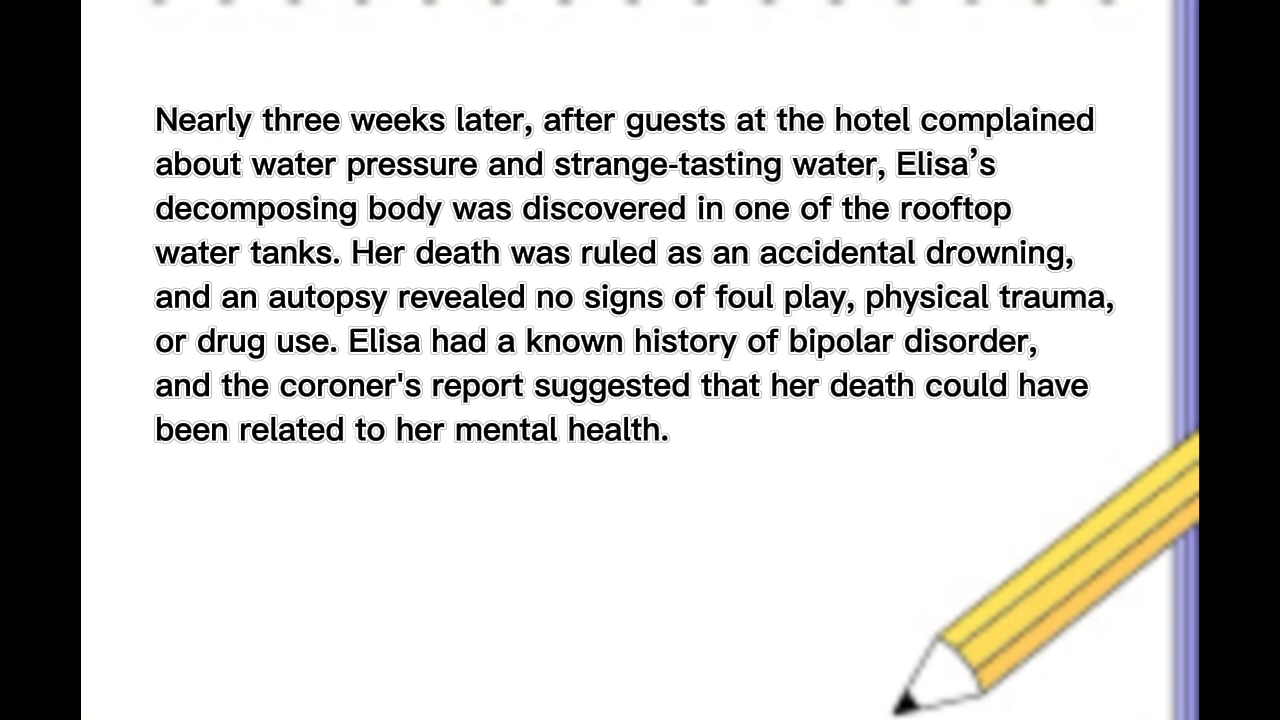 Nearly three weeks later, after guests at the hotel complained
about water pressure and strange-tasting water, Elisa’s
decomposing body was discovered in one of the rooftop
water tanks. Her death was ruled as an accidental drowning,
and an autopsy revealed no signs of foul play, physical trauma,
or drug use. Elisa had a known history of bipolar disorder,
and the coroner's report suggested that her death could have
been related to her mental health.